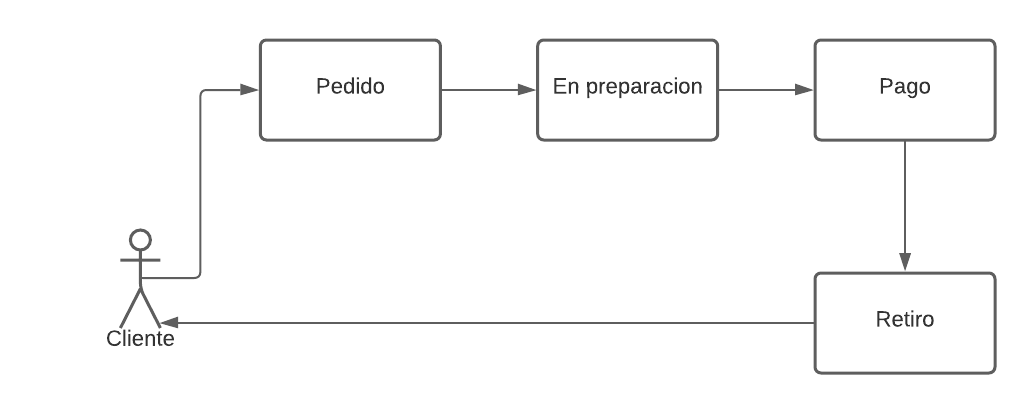 Pedido
En preparacion
Pago
Cliente
Retiro